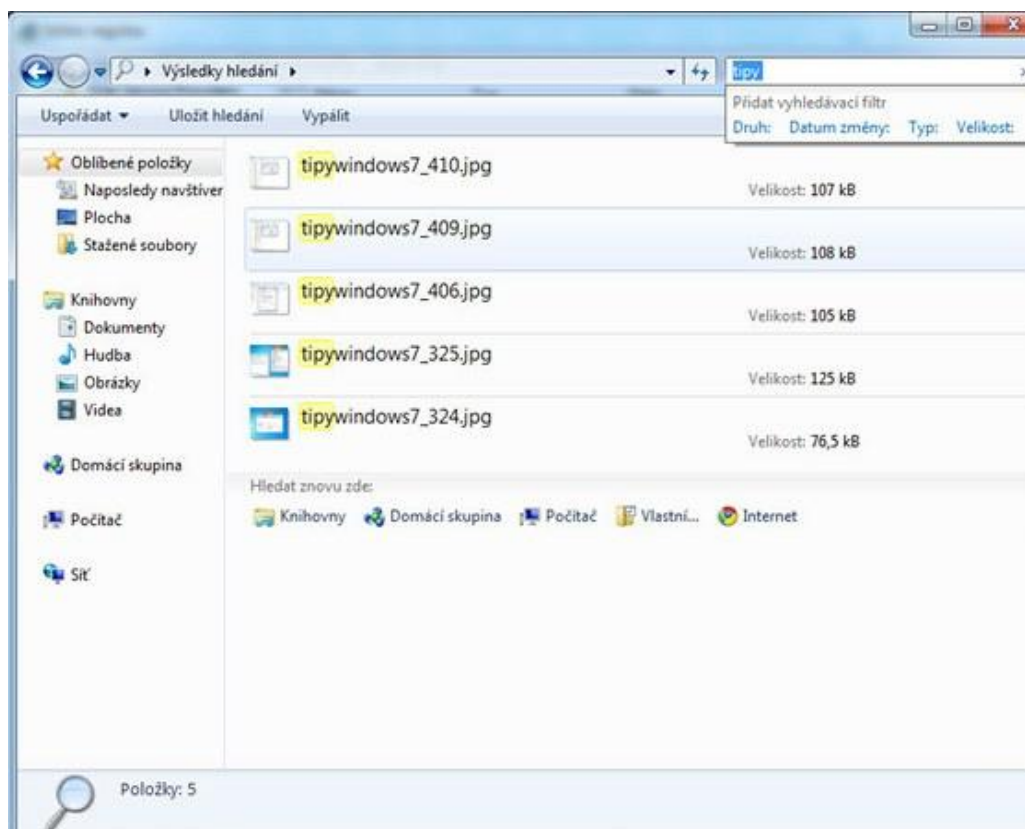 Výsledky hledání
tipy
Uspořádat
Uložit hledání
Vypálit
Přidat vyhledávací filtr
Druh: Datum změny: Typ: Velikost:
Oblíbené položky
Naposledy navštíver
Plocha
Stažené soubory
Knihovny
Dokumenty
Hudba
Obrázky
Videa
Domácí skupina
Počítač
Síť
tipywindows7_410.jpg
Velikost: 107 kB
tipywindows7_409.jpg
Velikost: 108 kB
tipywindows7_406.jpg
Velikost: 105 kB
tipywindows7_325.jpg
Velikost: 125 kB
tipywindows7_324.jpg
Velikost: 76,5 kB
Hledat znovu zde:
Knihovny Domácí skupina Počítač Vlastní... Internet
Položky: 5